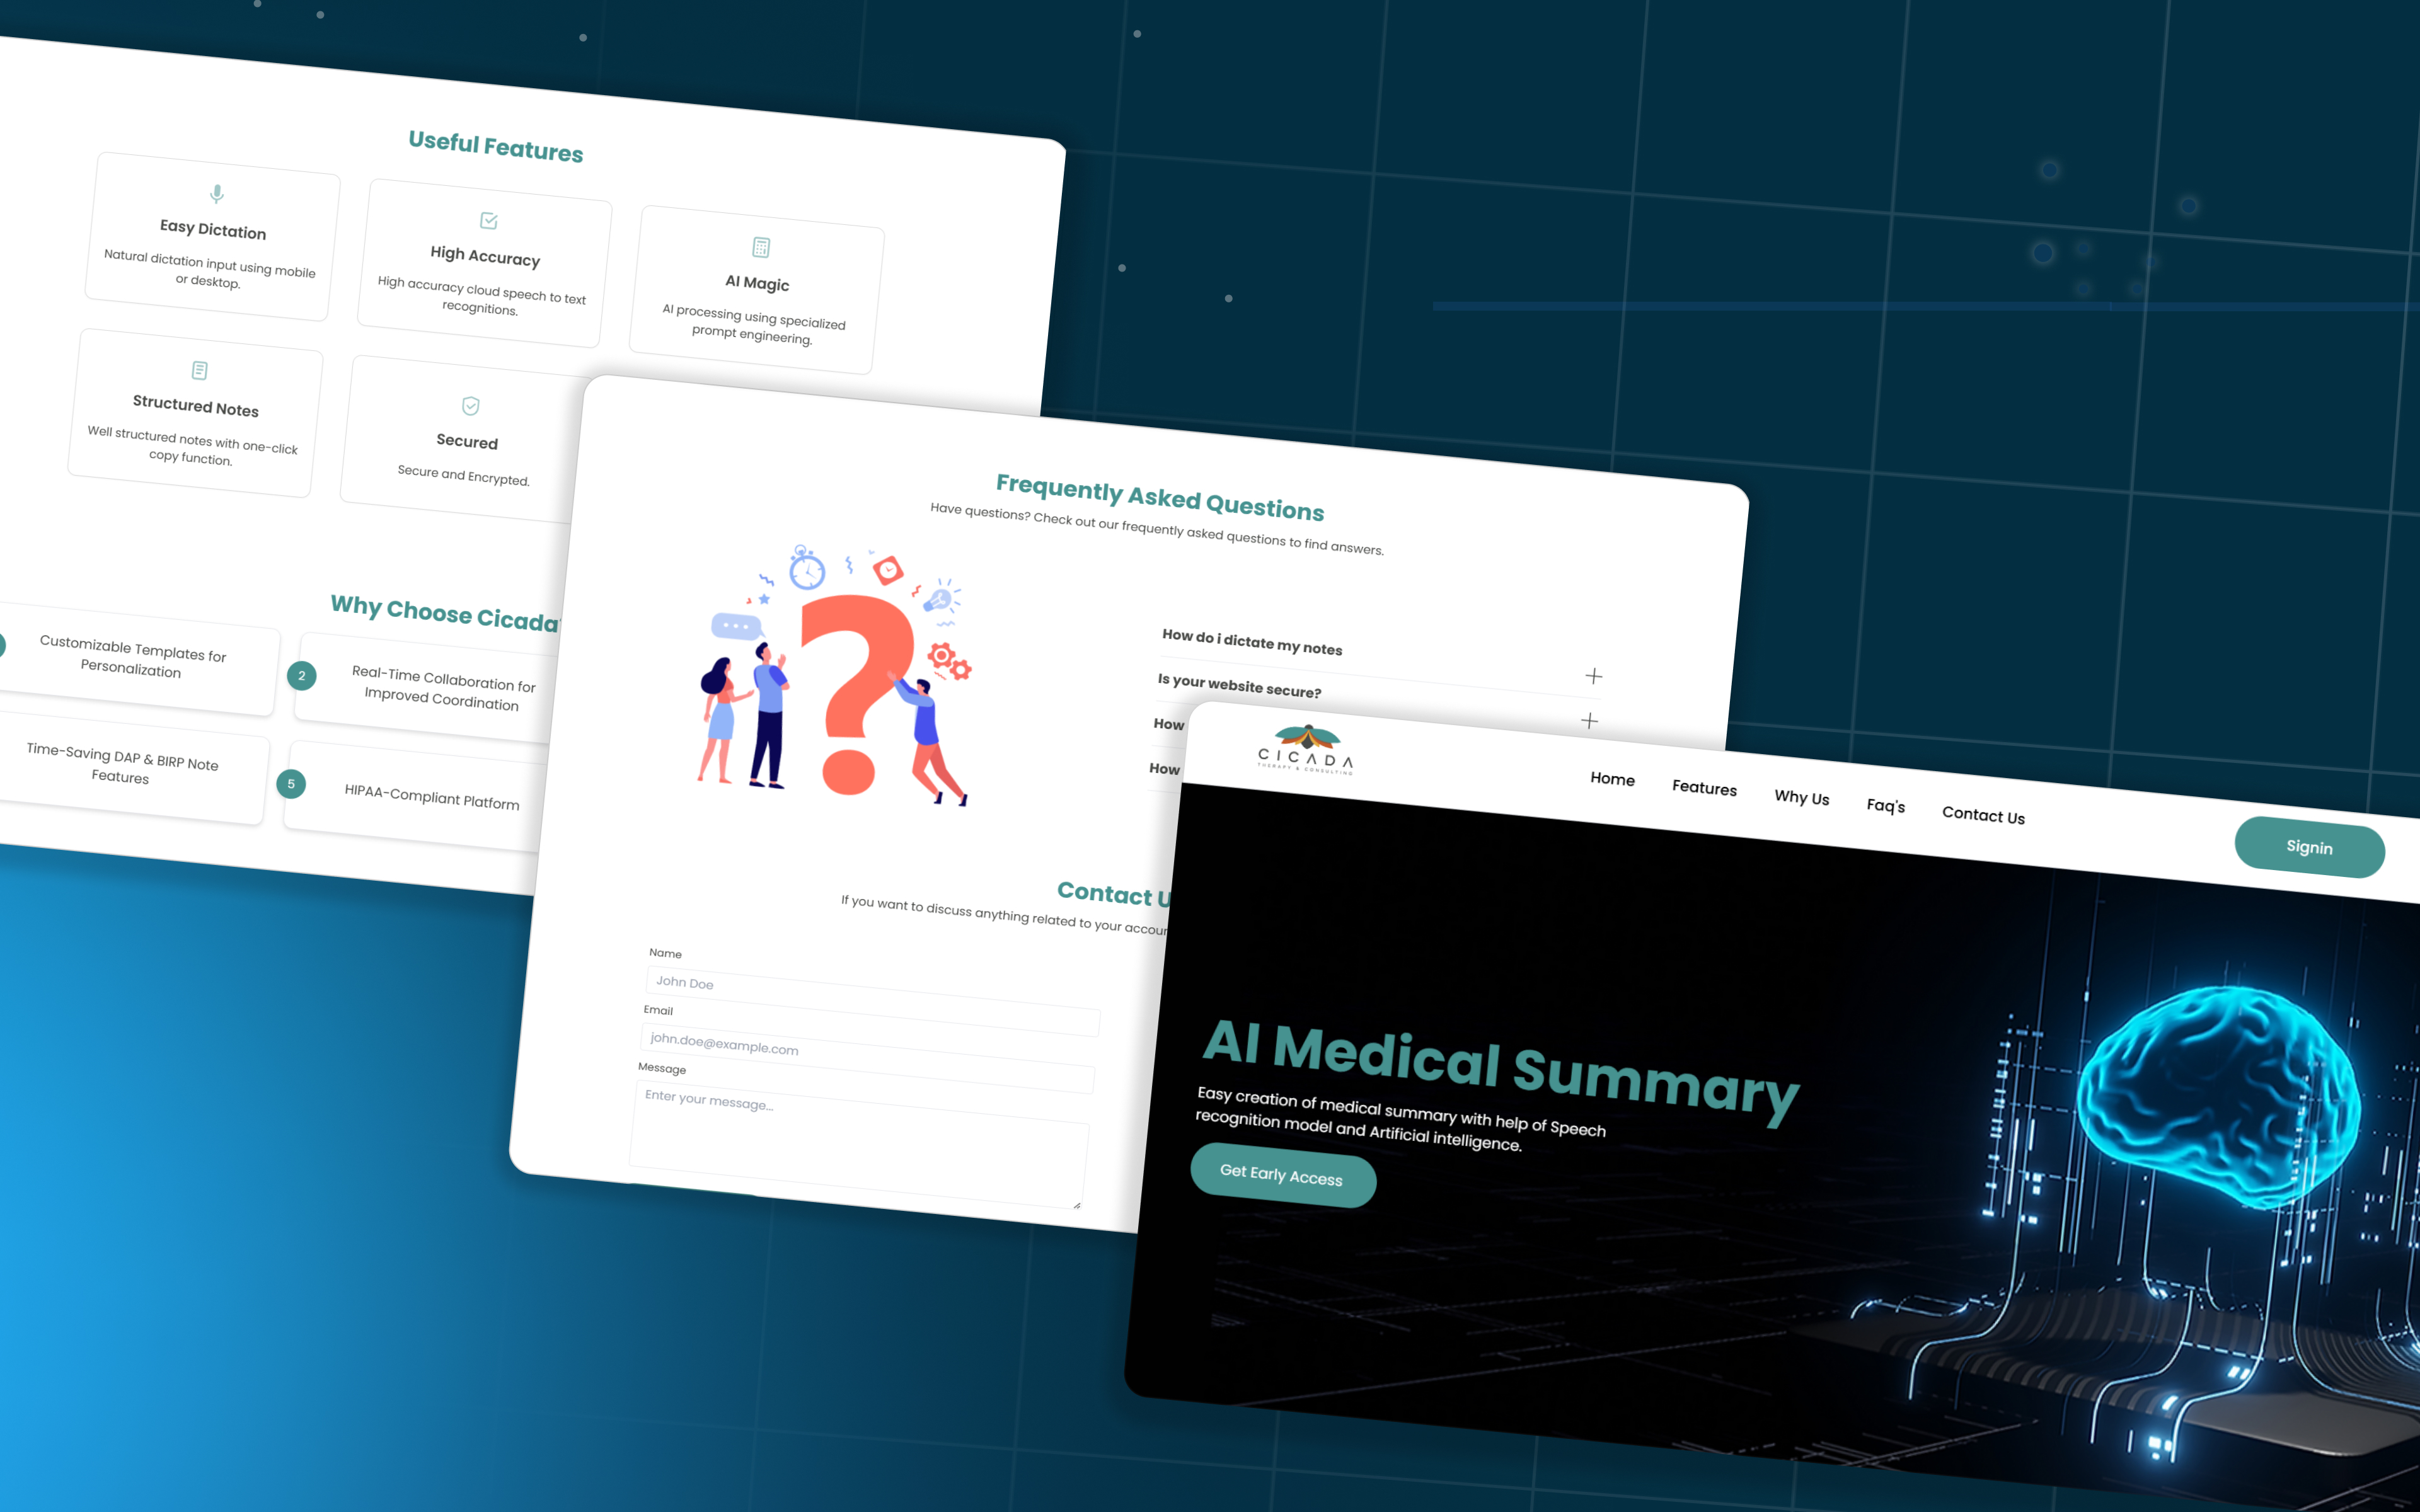 Useful Features
Easy Dictation
Natural dictation input using mobile
or desktop.
High Accuracy
High accuracy cloud speech to text
recognitions.
AI Magic
AI processing using specialized
prompt engineering.
Structured Notes
Well structured notes with one-click
copy function.
Secured
Secure and Encrypted.
Why Choose Cicada
Customizable Templates for
Personalization
2
Real-Time Collaboration for
Improved Coordination
Time-Saving DAP & BIRP Note
Features
5
HIPAA-Compliant Platform
Frequently Asked Questions
Have questions? Check out our frequently asked questions to find answers.
How do i dictate my notes
Is your website secure?
How
How
Contact U
If you want to discuss anything related to your accoun
Name
John Doe
Email
john.doe@example.com
Message
Enter your message...
CICADA
THERAPY & CONSULTING
Home
Features
Why Us
Faq's
Contact Us
Signin
AI Medical Summary
Easy creation of medical summary with help of Speech
recognition model and Artificial intelligence.
Get Early Access